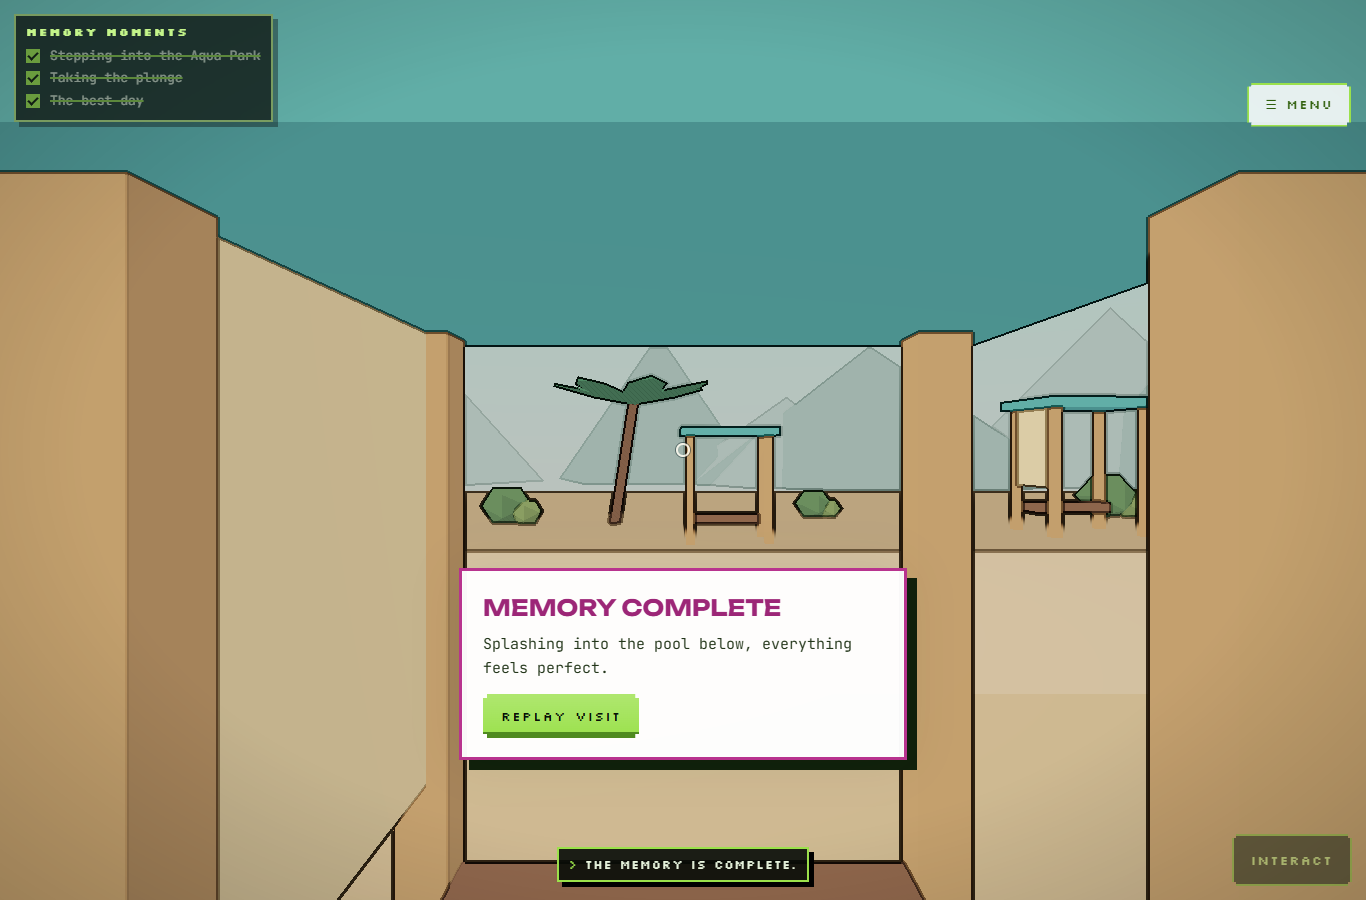 MEMORY MOMENTS
Stepping into the Aqua Park
Taking the plunge
The best day
☰ MENU
MEMORY COMPLETE
Splashing into the pool below, everything
feels perfect.
REPLAY VISIT
> THE MEMORY IS COMPLETE.
INTERACT